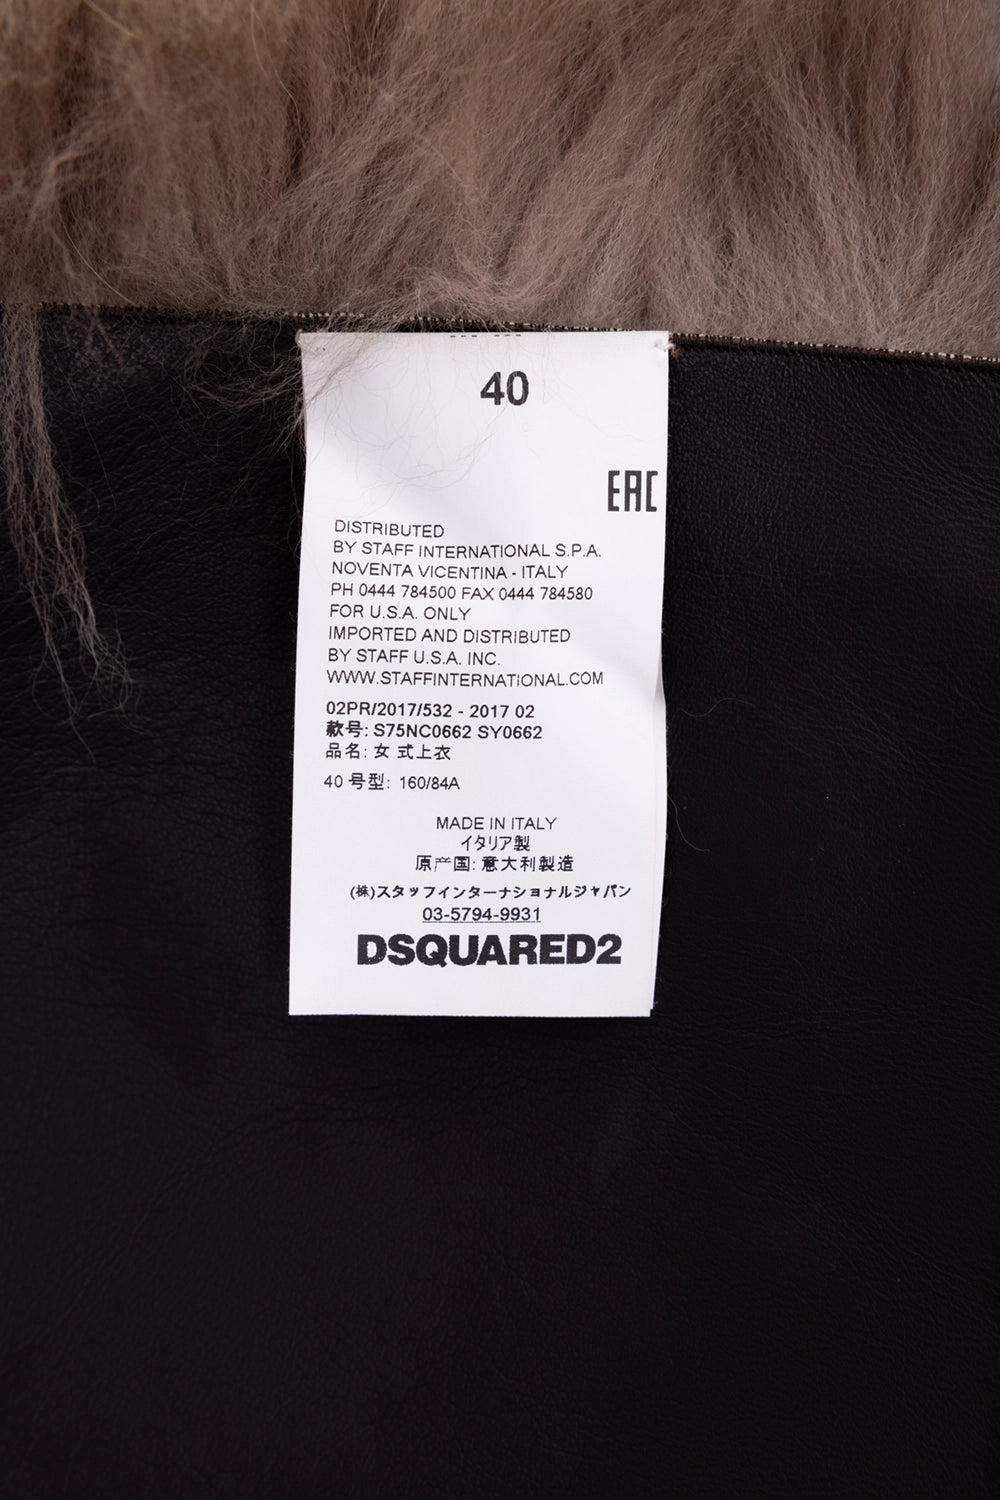 40
EAC
DISTRIBUTED
BY STAFF INTERNATIONAL S.P.A.
NOVENTA VICENTINA - ITALY
PH 0444 784500 FAX 0444 784580
FOR U.S.A. ONLY
IMPORTED AND DISTRIBUTED
BY STAFF U.S.A. INC.
WWW.STAFFINTERNATIONAL.COM
02PR/2017/532 - 2017 02
款号: S75NC0662 SY0662
品名: 女 式上衣
40 号型: 160/84A
MADE IN ITALY
イタリア製
原产国: 意大利製造
(株)スタッフインターナショナルジャパン
03-5794-9931
DSQUARED2